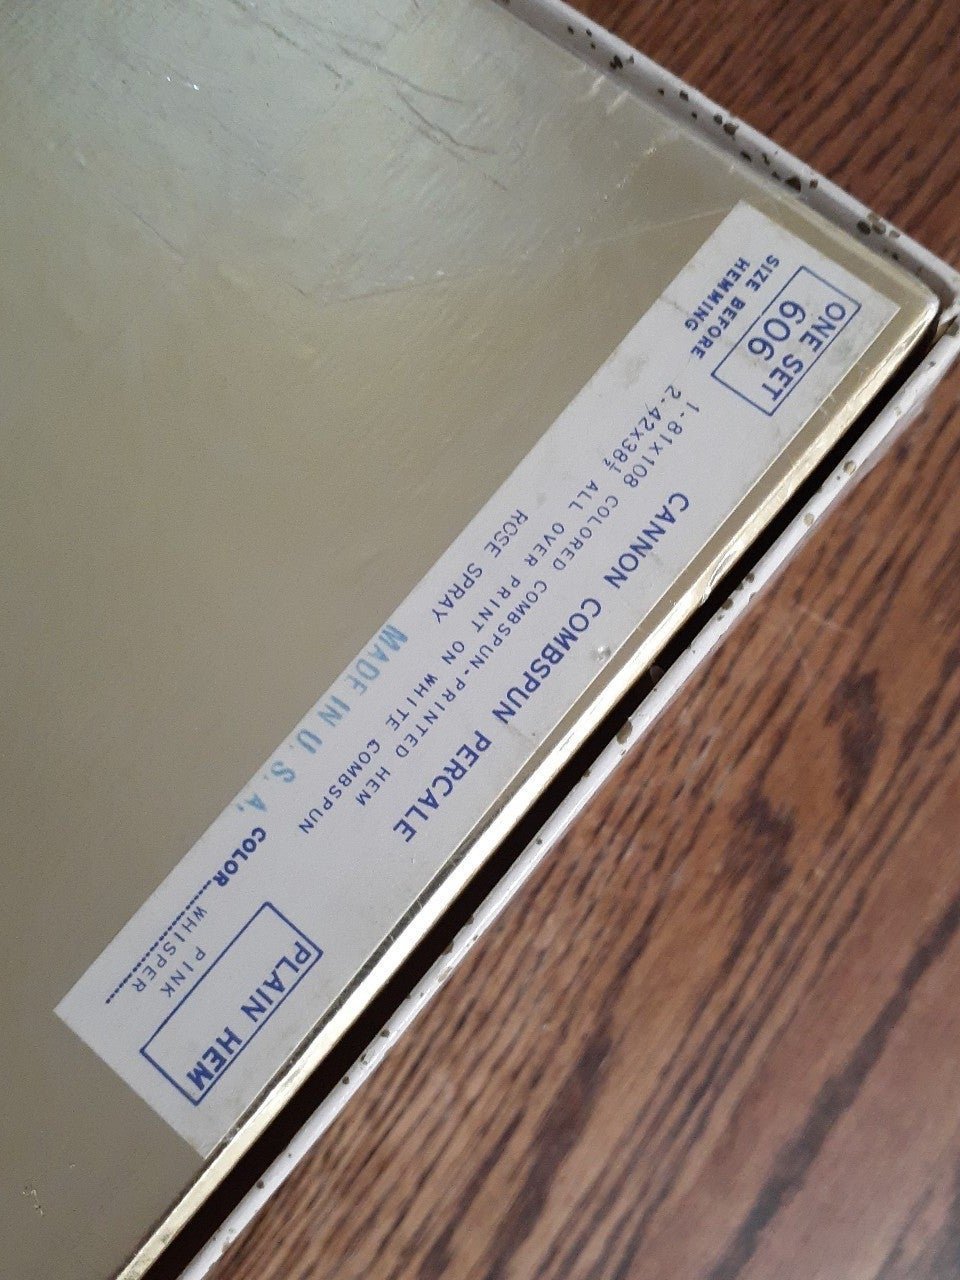 ONE SET
606
SIZE BEFORE
HEMMING
CANNON COMBSPUN PERCALE
1-81x108 COLORED COMBSPUN-PRINTED HEM
2-42x38½ ALL OVER PRINT ON WHITE COMBSPUN
ROSE SPRAY
MADE IN U. S. A.
PLAIN HEM
PINK
COLOR WHISPER